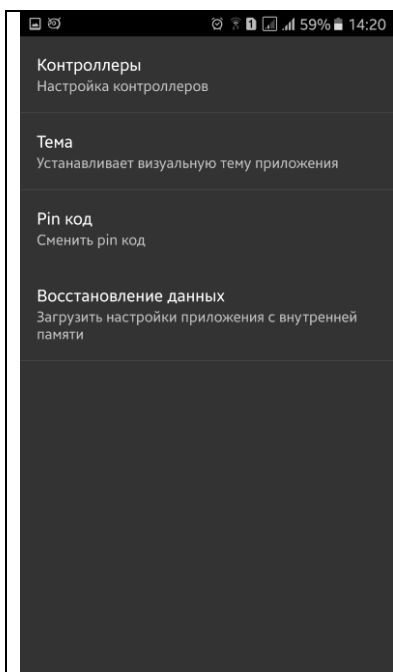 1 59% 14:20
Контроллеры
Настройка контроллеров
Тема
Устанавливает визуальную тему приложения
Pin код
Сменить pin код
Восстановление данных
Загрузить настройки приложения с внутренней
памяти